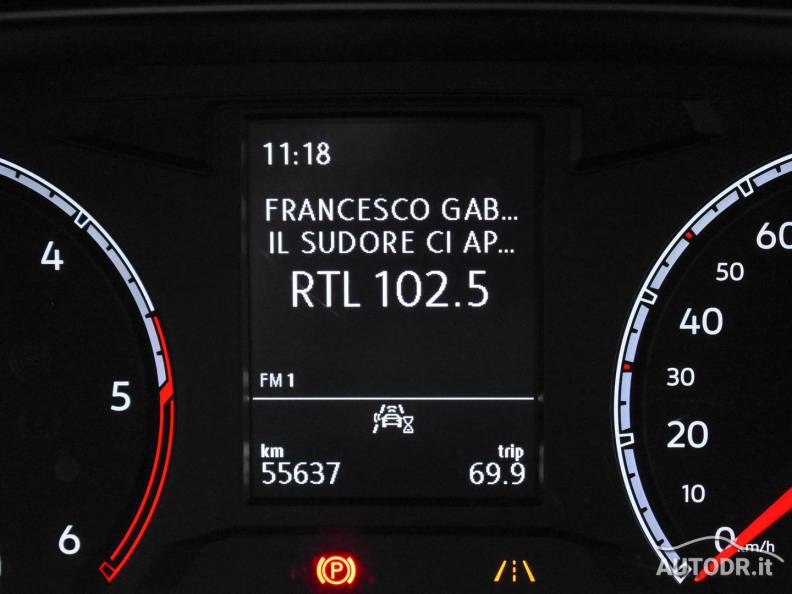 11:18
FRANCESCO GAB...
IL SUDORE CI AP...
RTL 102.5
FM 1
km
trip
55637
69.9
4
5
6
60
50
40
30
20
10
0 km/h
P
AUTODR.it